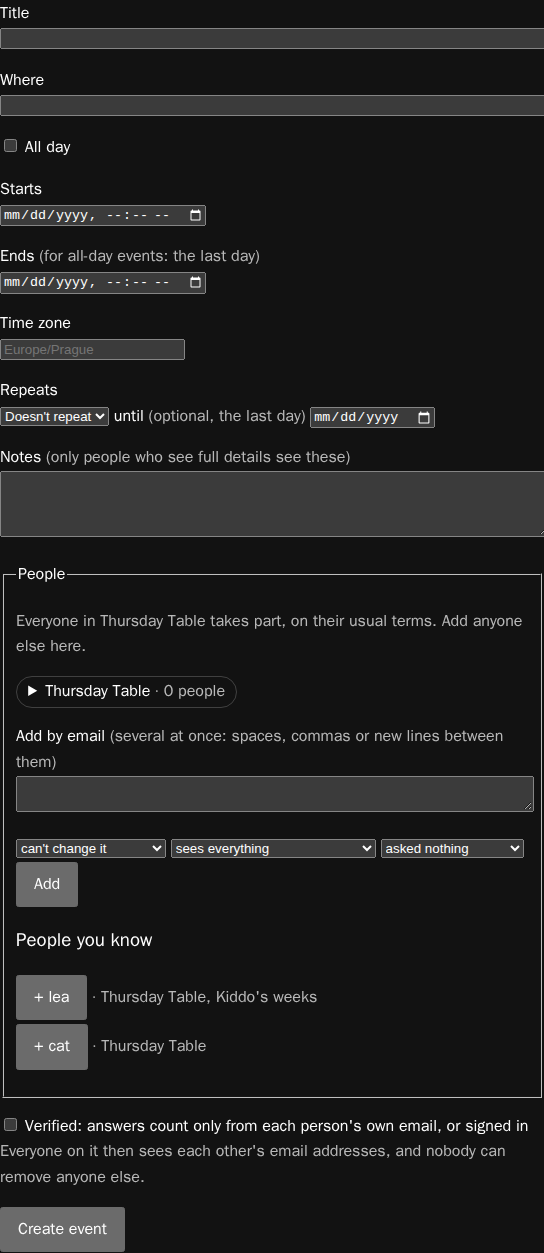 Title
Where
All day
Starts
mm/dd/yyyy, --:-- --
Ends (for all-day events: the last day)
mm/dd/yyyy, --:-- --
Time zone
Europe/Prague
Repeats
Doesn't repeat until (optional, the last day) mm/dd/yyyy
Notes (only people who see full details see these)
People
Everyone in Thursday Table takes part, on their usual terms. Add anyone
else here.
▶ Thursday Table · 0 people
Add by email (several at once: spaces, commas or new lines between
them)
can't change it sees everything asked nothing
Add
People you know
+ lea · Thursday Table, Kiddo's weeks
+ cat · Thursday Table
Verified: answers count only from each person's own email, or signed in
Everyone on it then sees each other's email addresses, and nobody can
remove anyone else.
Create event